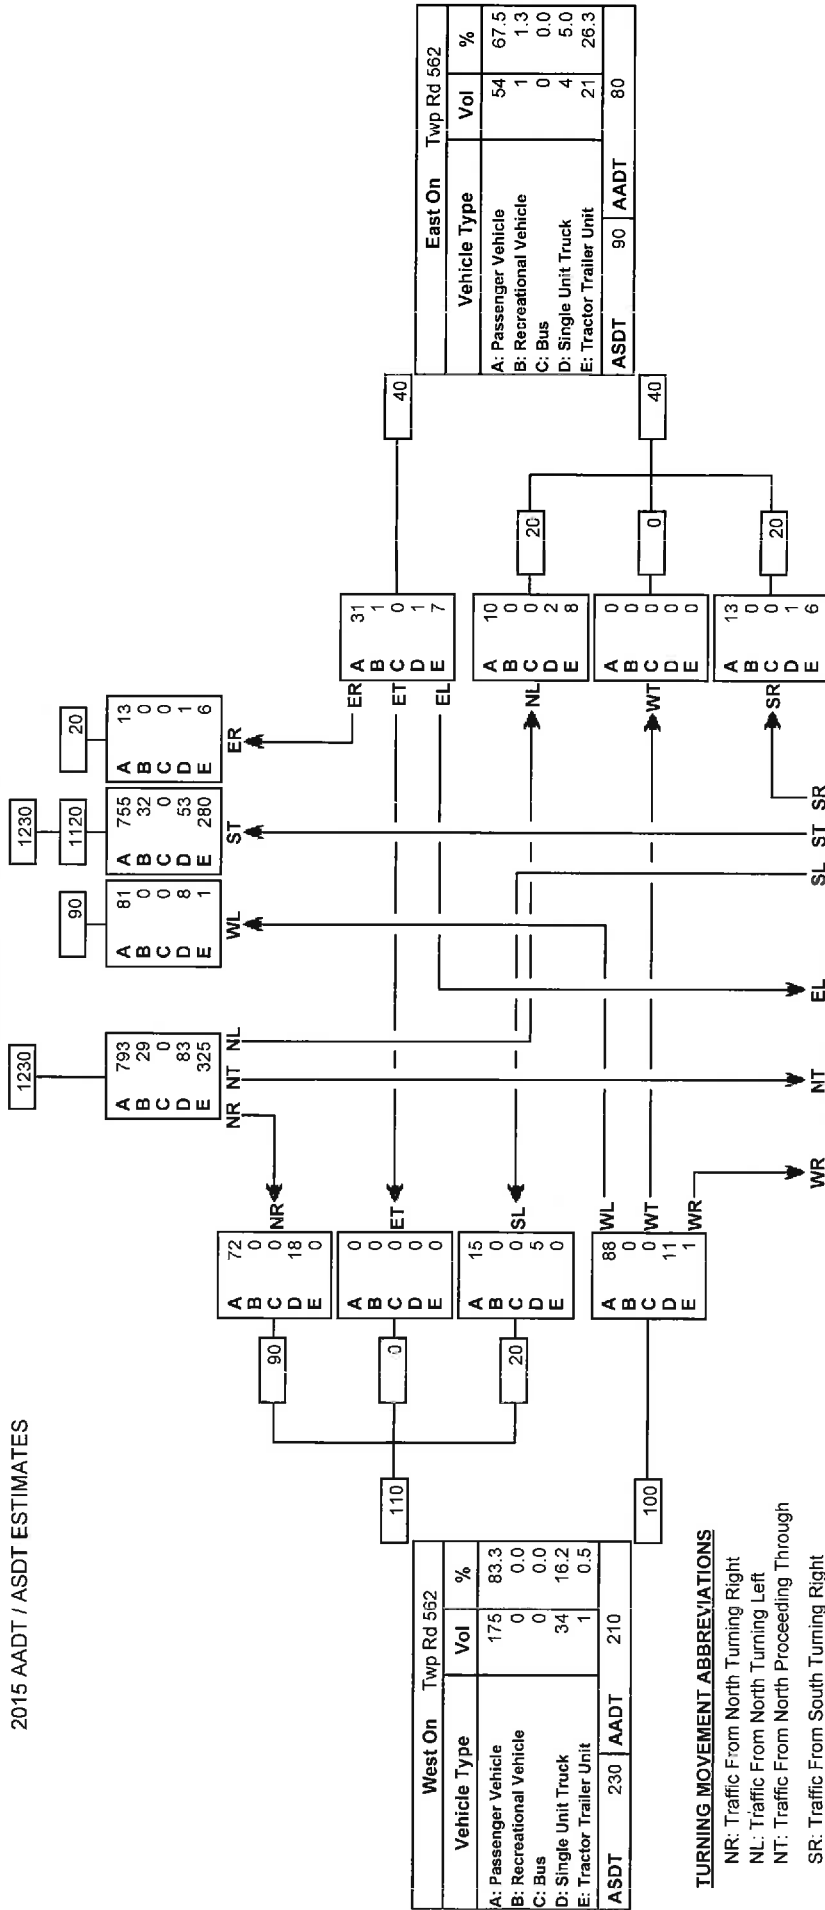 2015 AADT / ASDT ESTIMATES
1230
A 793
B 29
C 0
D 83
E 325
NR NT NL
90
A 81
B 0
C 0
D 8
E 1
WL
1230
1120
A 755
B 32
C 0
D 53
E 280
ST
20
A 13
B 0
C 0
D 1
E 6
ER
West On Twp Rd 562
Vehicle Type Vol %
A: Passenger Vehicle 175 83.3
B: Recreational Vehicle 0 0.0
C: Bus 0 0.0
D: Single Unit Truck 34 16.2
E: Tractor Trailer Unit 1 0.5
ASDT 230 AADT 210
110
90
A 72
B 0
C 0
D 18
E 0
NR
0
A 0
B 0
C 0
D 0
E 0
ET
20
A 15
B 0
C 0
D 5
E 0
SL
100
A 88
B 0
C 0
D 11
E 1
WL
WT
WR
A 31
B 1
C 0
D 1
E 7
ER
ET
EL
40
NL
A 10
B 0
C 0
D 2
E 8
20
WT
A 0
B 0
C 0
D 0
E 0
0
SR
A 13
B 0
C 0
D 1
E 6
20
40
East On Twp Rd 562
Vehicle Type Vol %
A: Passenger Vehicle 54 67.5
B: Recreational Vehicle 1 1.3
C: Bus 0 0.0
D: Single Unit Truck 4 5.0
E: Tractor Trailer Unit 21 26.3
ASDT 90 AADT 80
WR NT EL SL ST SR
TURNING MOVEMENT ABBREVIATIONS
NR: Traffic From North Turning Right
NL: Traffic From North Turning Left
NT: Traffic From North Proceeding Through
SR: Traffic From South Turning Right